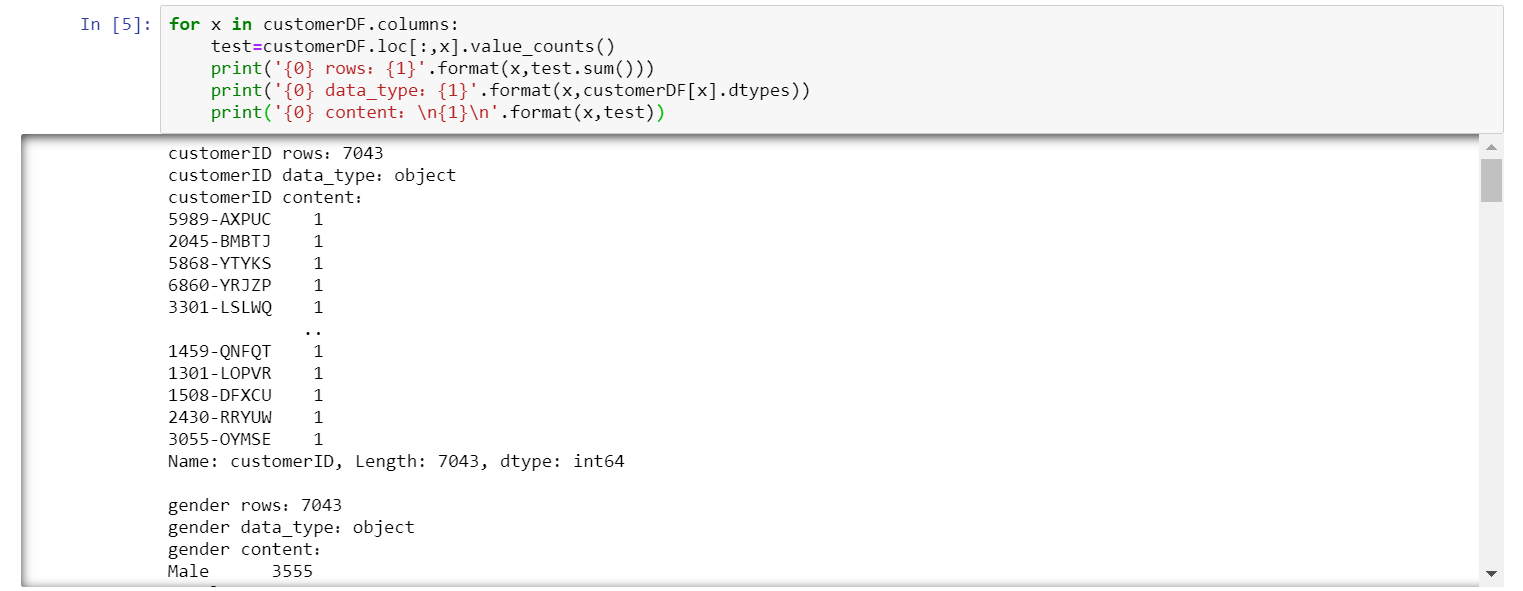 In [5]: for x in customerDF.columns:
    test=customerDF.loc[:,x].value_counts()
    print('{0} rows：{1}'.format(x,test.sum()))
    print('{0} data_type：{1}'.format(x,customerDF[x].dtypes))
    print('{0} content：\n{1}\n'.format(x,test))
customerID rows：7043
customerID data_type：object
customerID content：
5989-AXPUC    1
2045-BMBTJ    1
5868-YTYKS    1
6860-YRJZP    1
3301-LSLWQ    1
             ..
1459-QNFQT    1
1301-LOPVR    1
1508-DFXCU    1
2430-RRYUW    1
3055-OYMSE    1
Name: customerID, Length: 7043, dtype: int64
gender rows：7043
gender data_type：object
gender content：
Male      3555